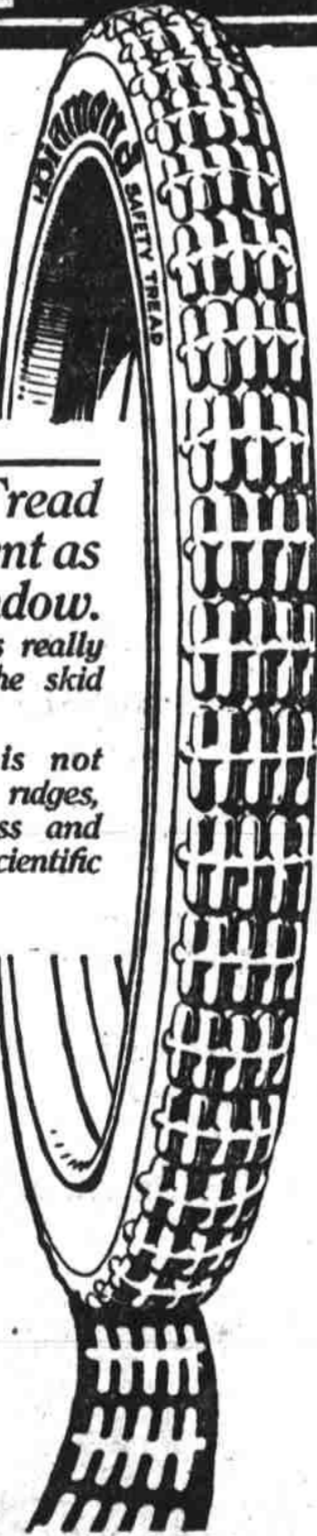 Diamond
SAFETY TREAD
Tread
nt as
dow.
s really
he skid
is not
ridges,
ss and
cientific